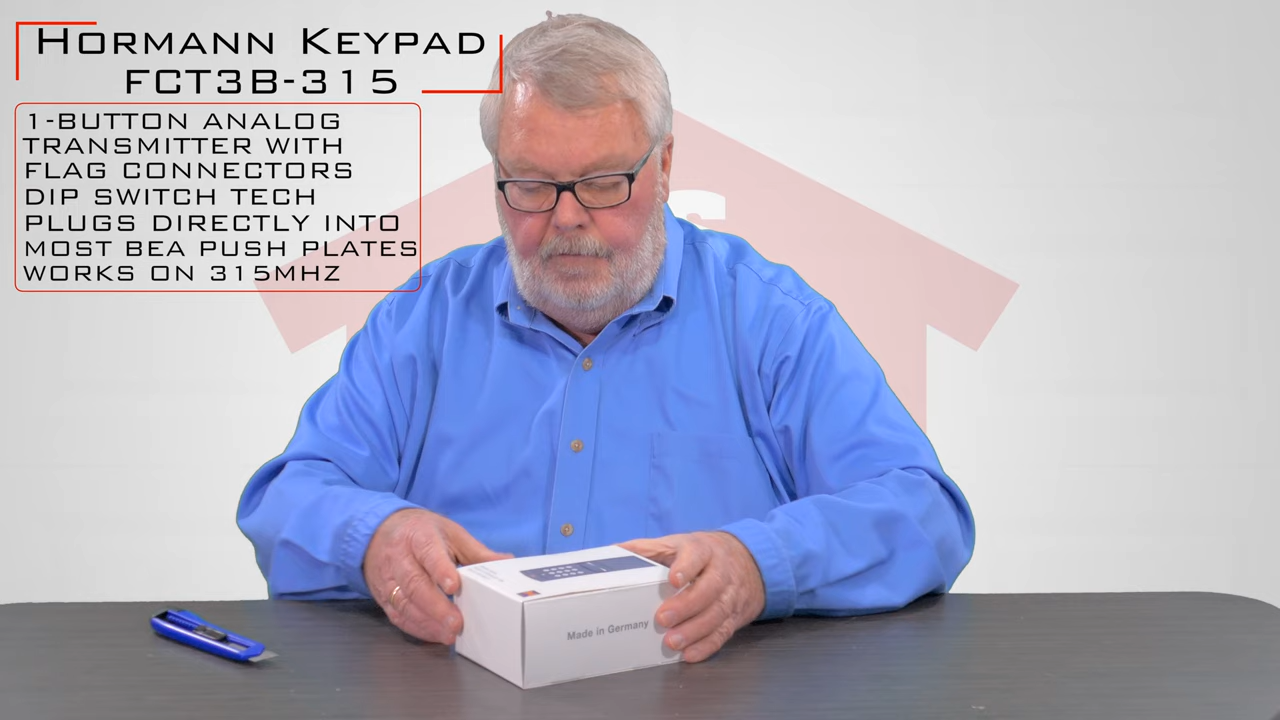 HORMANN KEYPAD
FCT3B-315
1-BUTTON ANALOG
TRANSMITTER WITH
FLAG CONNECTORS
DIP SWITCH TECH
PLUGS DIRECTLY INTO
MOST BEA PUSH PLATES
WORKS ON 315MHZ
S
Made in Germany